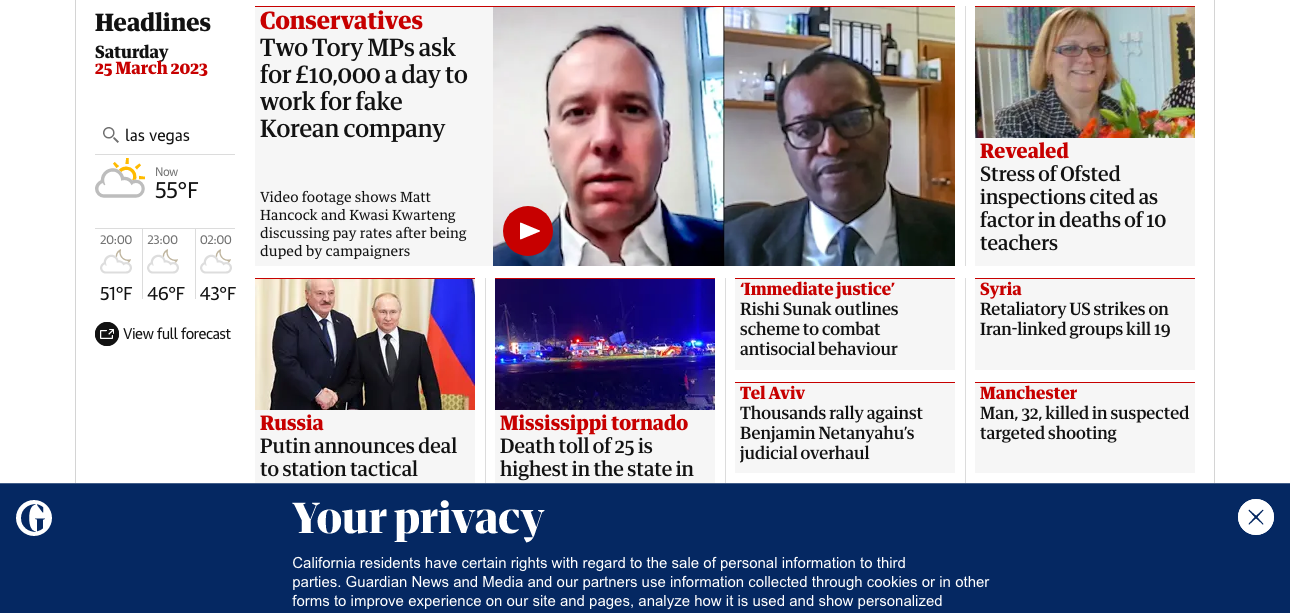 Headlines
Saturday
25 March 2023
las vegas
Now
55°F
20:00 23:00 02:00
51°F 46°F 43°F
View full forecast
Conservatives
Two Tory MPs ask
for £10,000 a day to
work for fake
Korean company
Video footage shows Matt
Hancock and Kwasi Kwarteng
discussing pay rates after being
duped by campaigners
Revealed
Stress of Ofsted
inspections cited as
factor in deaths of 10
teachers
Russia
Putin announces deal
to station tactical
Mississippi tornado
Death toll of 25 is
highest in the state in
‘Immediate justice’
Rishi Sunak outlines
scheme to combat
antisocial behaviour
Tel Aviv
Thousands rally against
Benjamin Netanyahu’s
judicial overhaul
Syria
Retaliatory US strikes on
Iran-linked groups kill 19
Manchester
Man, 32, killed in suspected
targeted shooting
G
Your privacy
California residents have certain rights with regard to the sale of personal information to third
parties. Guardian News and Media and our partners use information collected through cookies or in other
forms to improve experience on our site and pages, analyze how it is used and show personalized